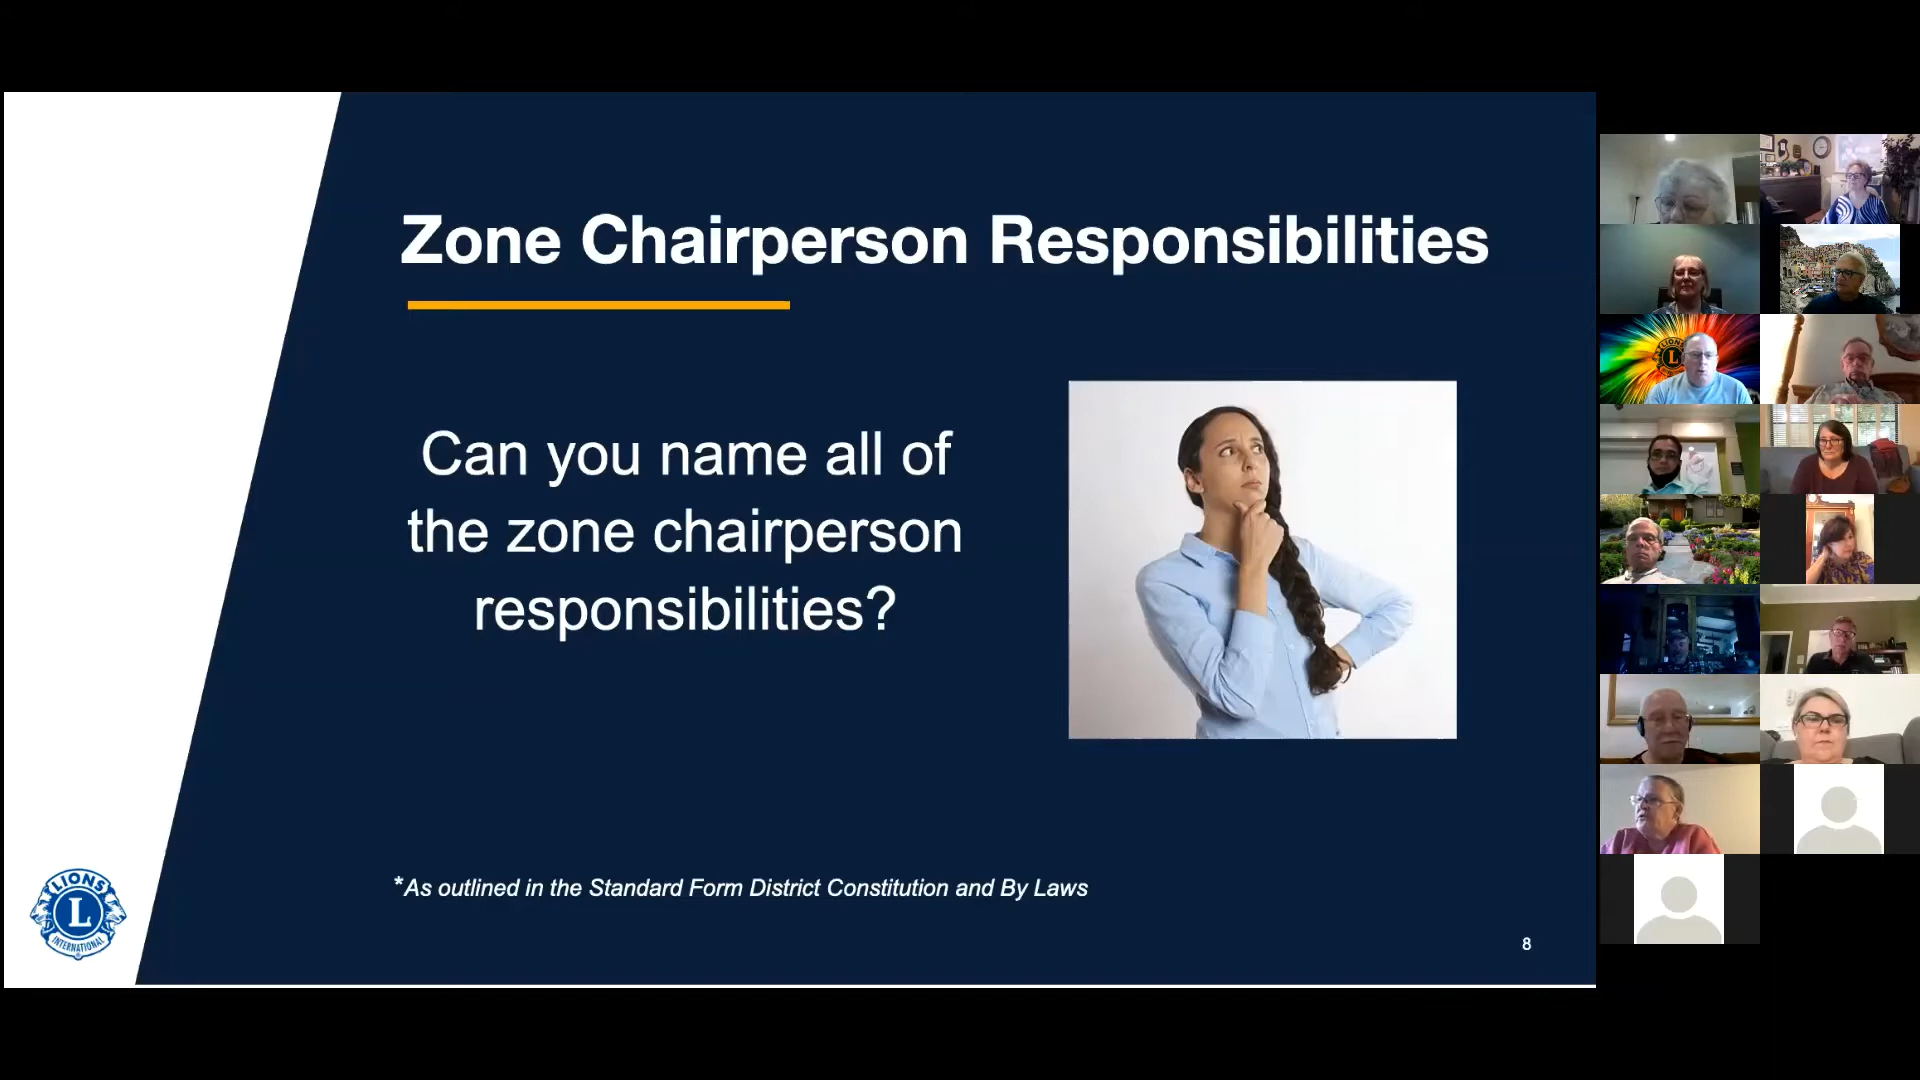 Zone Chairperson Responsibilities
Can you name all of
the zone chairperson
responsibilities?
*As outlined in the Standard Form District Constitution and By Laws
8
LIONS
L
INTERNATIONAL
®
LIONS
L